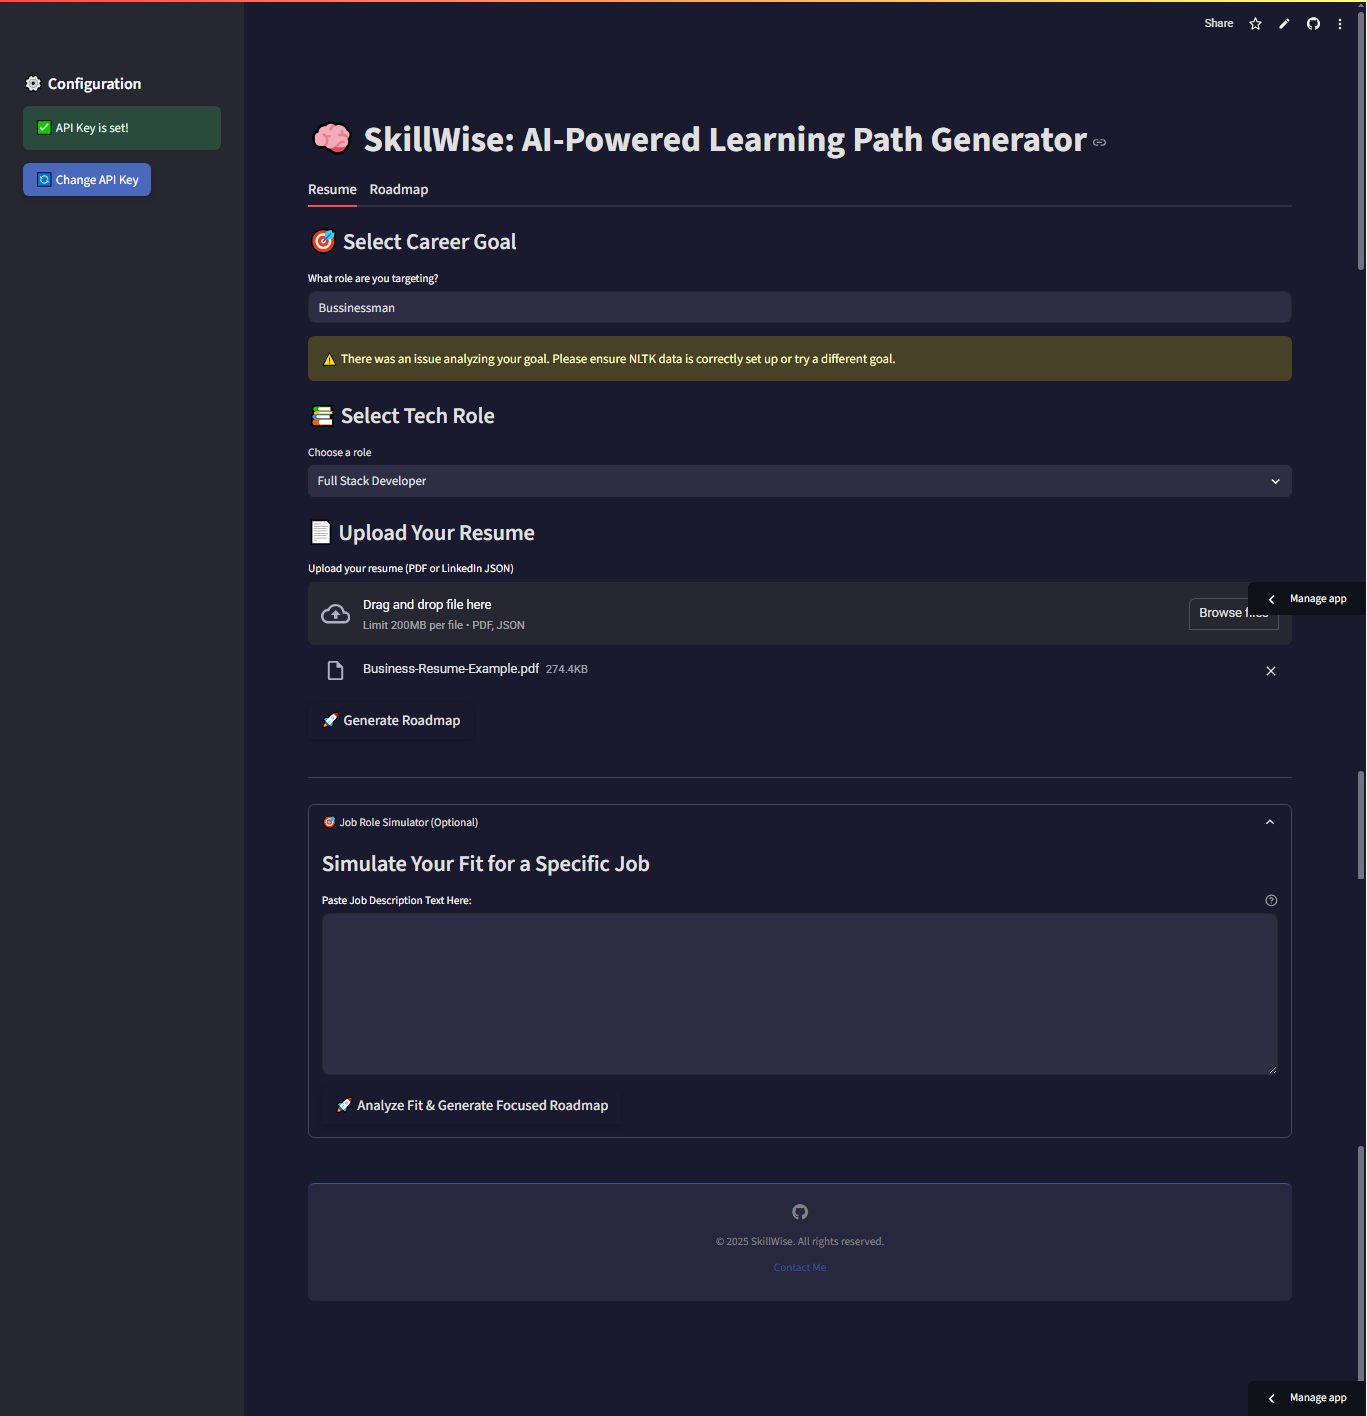 Share
Configuration
API Key is set!
Change API Key
SkillWise: AI-Powered Learning Path Generator
Resume Roadmap
Select Career Goal
What role are you targeting?
Bussinessman
There was an issue analyzing your goal. Please ensure NLTK data is correctly set up or try a different goal.
Select Tech Role
Choose a role
Full Stack Developer
Upload Your Resume
Upload your resume (PDF or LinkedIn JSON)
Drag and drop file here
Limit 200MB per file • PDF, JSON
Browse files
Manage app
Business-Resume-Example.pdf 274.4KB
Generate Roadmap
Job Role Simulator (Optional)
Simulate Your Fit for a Specific Job
Paste Job Description Text Here:
Analyze Fit & Generate Focused Roadmap
© 2025 SkillWise. All rights reserved.
Contact Me
Manage app